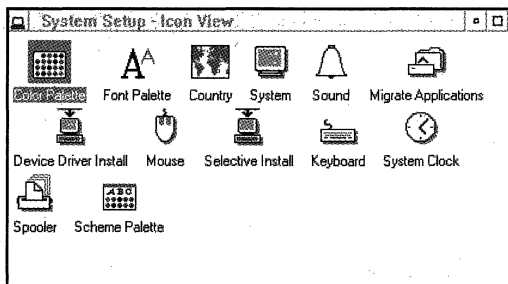 System Setup - Icon View
Color Palette Font Palette Country System Sound Migrate Applications
Device Driver Install Mouse Selective Install Keyboard System Clock
ABC
Spooler Scheme Palette